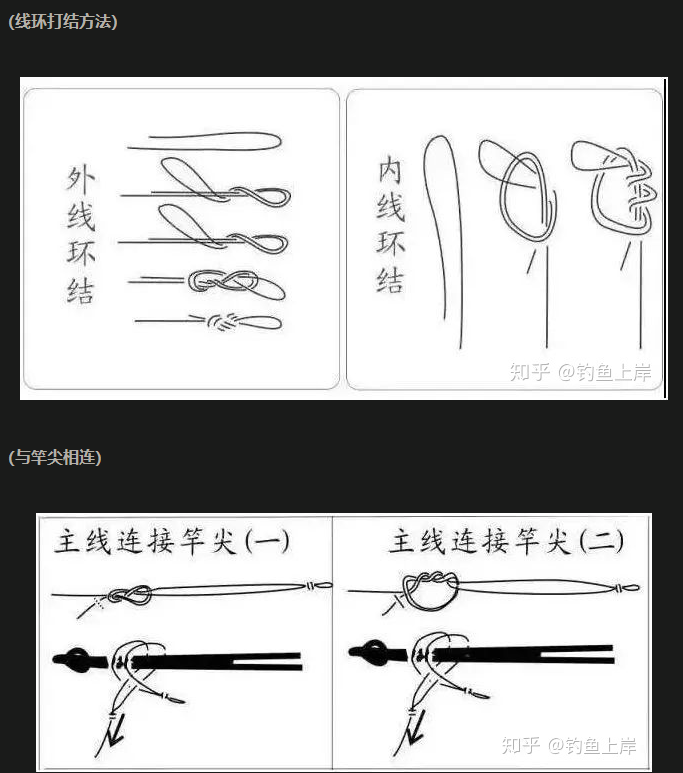 (线环打结方法)
外线环结
内线环结
知乎 @钓鱼上岸
(与竿尖相连)
主线连接竿尖(一)
主线连接竿尖(二)
知乎 @钓鱼上岸